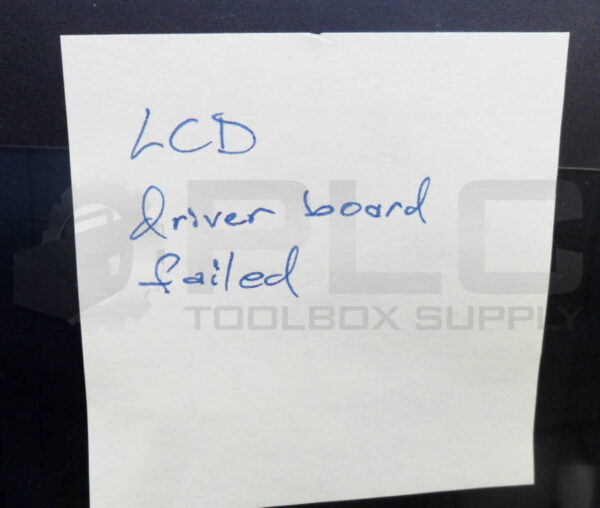 LCD
driver board
failed
PLC
TOOLBOX SUPPLY